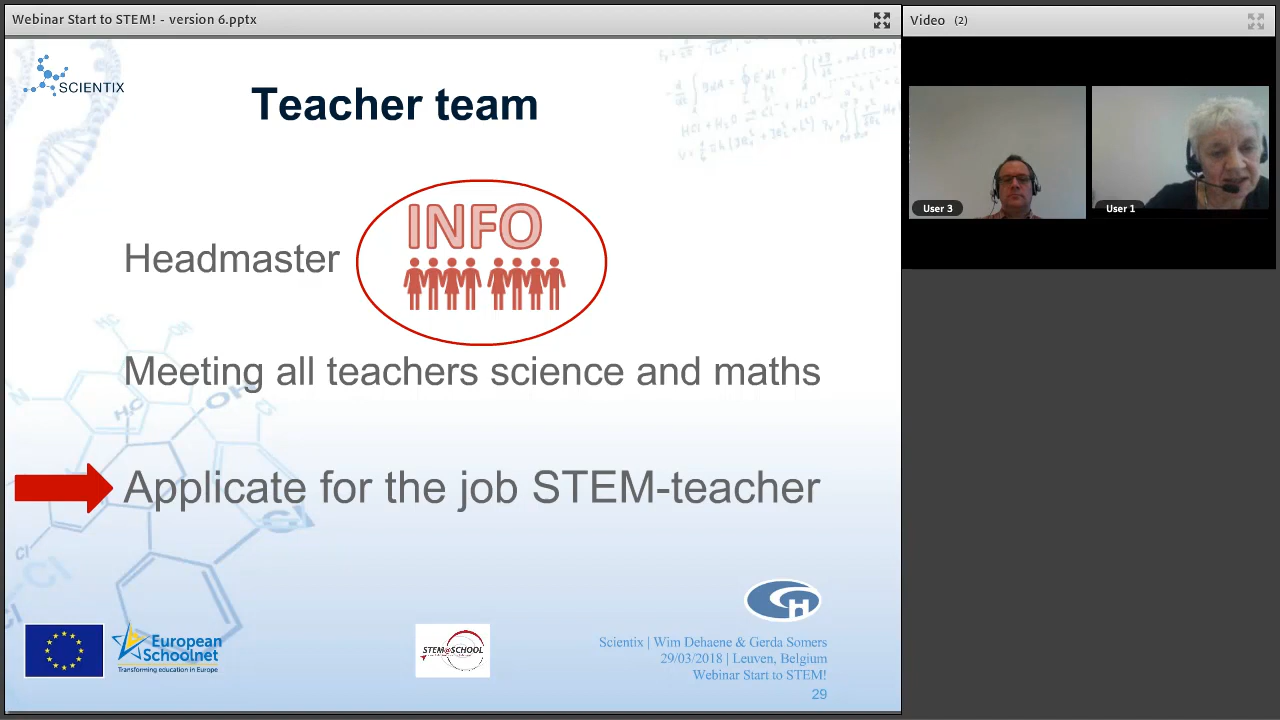 Webinar Start to STEM! - version 6.pptx
Video (2)
SCIENTIX
Teacher team
User 3
User 1
INFO
Headmaster
Meeting all teachers science and maths
Applicate for the job STEM-teacher
European
Schoolnet
Transforming education in Europe
STEM@SCHOOL
Scientix | Wim Dehaene & Gerda Somers
29/03/2018 | Leuven, Belgium
Webinar Start to STEM!
29